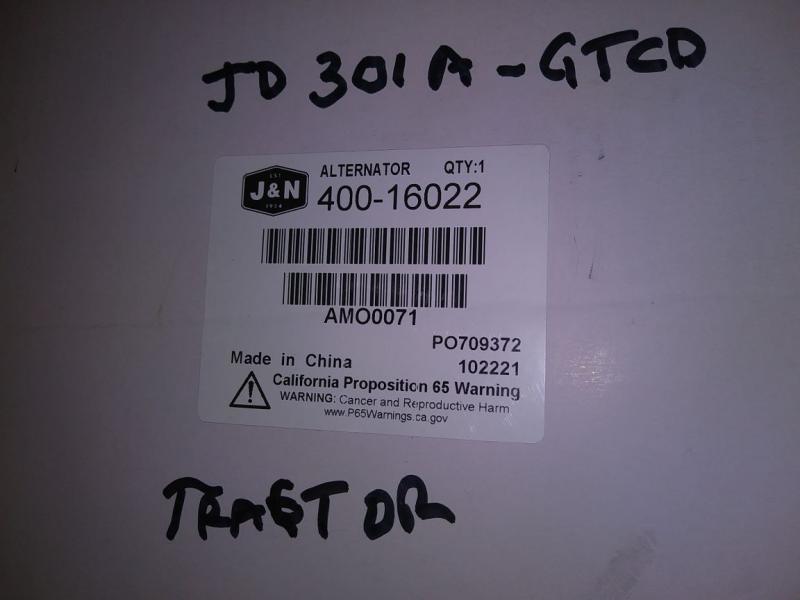 JD 301A-GTCD
ALTERNATOR QTY:1
EST
J&N
1934
400-16022
AMO0071
PO709372
Made in China 102221
California Proposition 65 Warning
WARNING: Cancer and Reproductive Harm
www.P65Warnings.ca.gov
TRACTOR